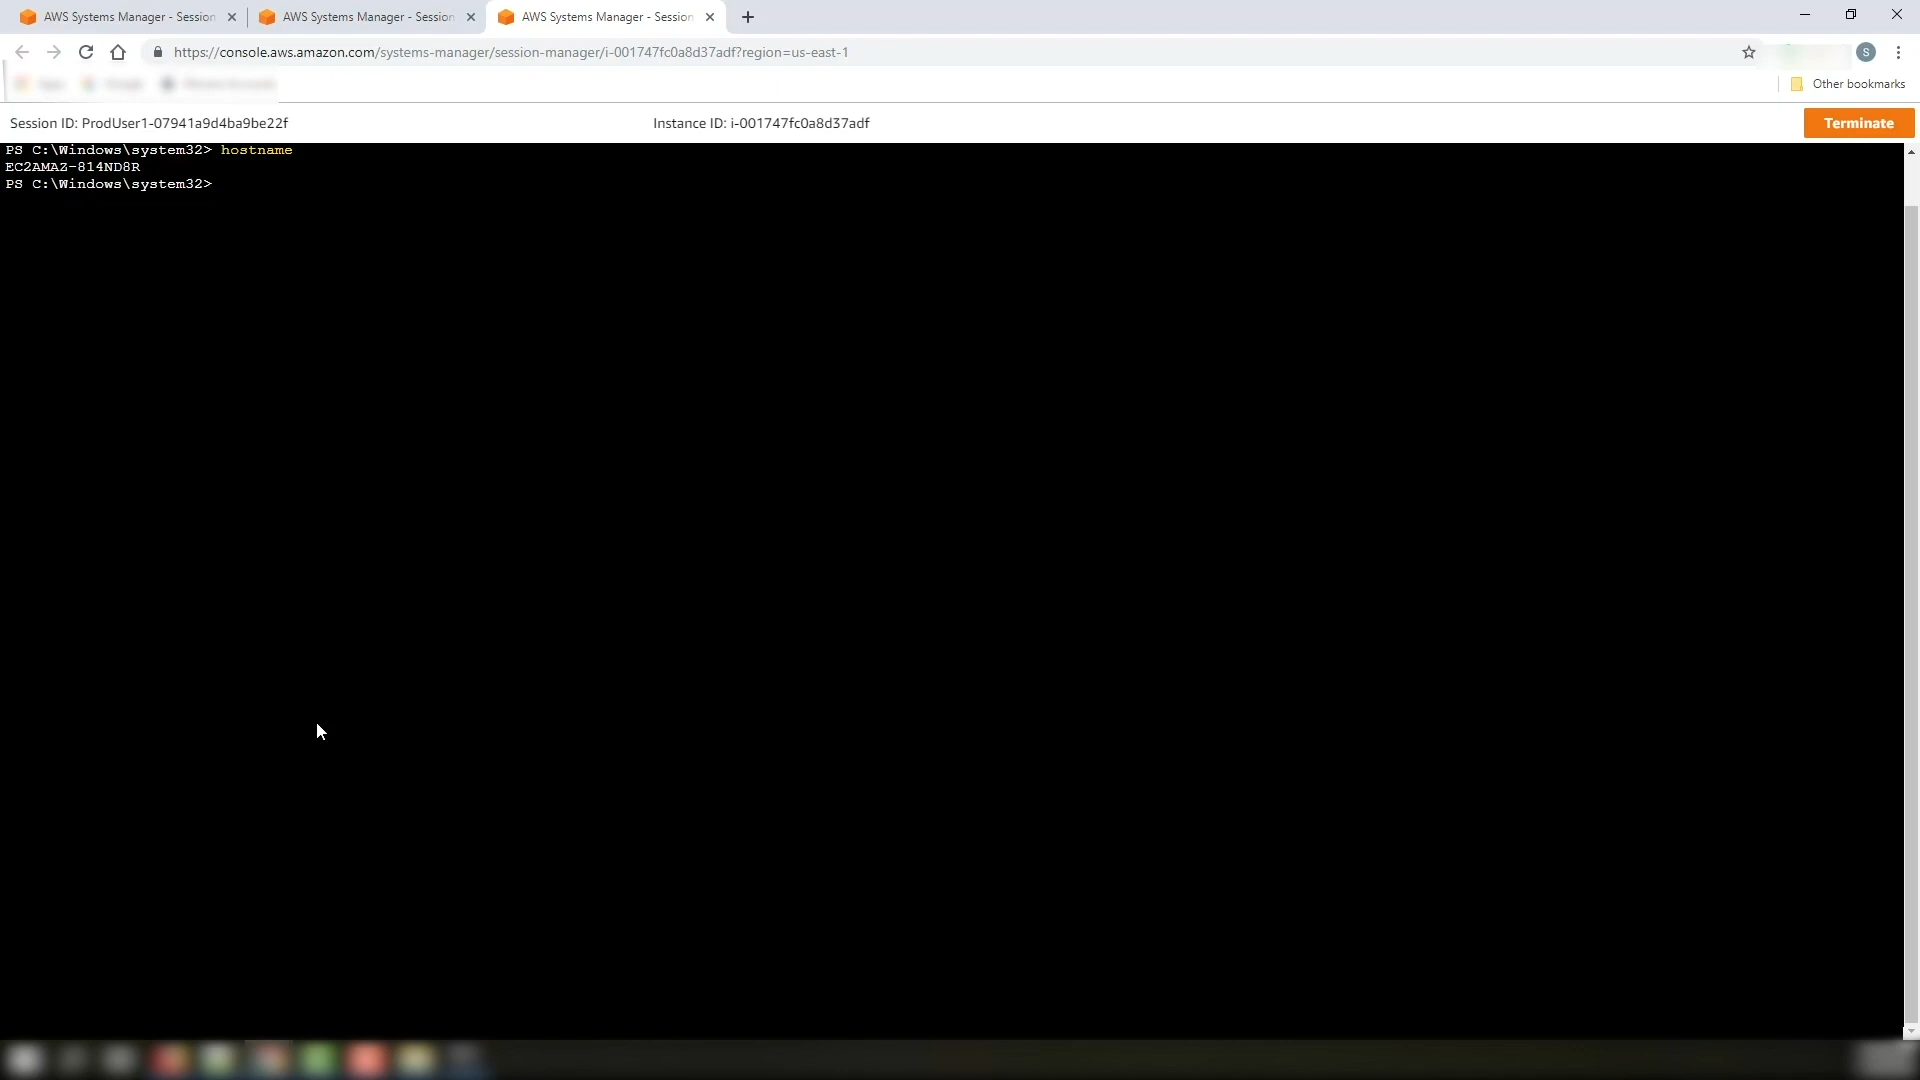 AWS Systems Manager - Session
AWS Systems Manager - Session
AWS Systems Manager - Session
https://console.aws.amazon.com/systems-manager/session-manager/i-001747fc0a8d37adf?region=us-east-1
S
Other bookmarks
Session ID: ProdUser1-07941a9d4ba9be22f
Instance ID: i-001747fc0a8d37adf
Terminate
PS C:\Windows\system32> hostname
EC2AMAZ-814ND8R
PS C:\Windows\system32>